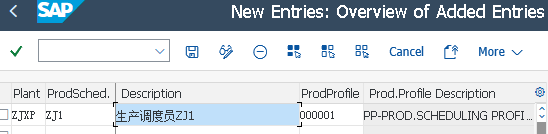 SAP New Entries: Overview of Added Entries
Cancel More
Plant ProdSched. Description ProdProfile Prod.Profile Description
ZJXP ZJ1 生产调度员ZJ1 000001 PP-PROD.SCHEDULING PROFI...